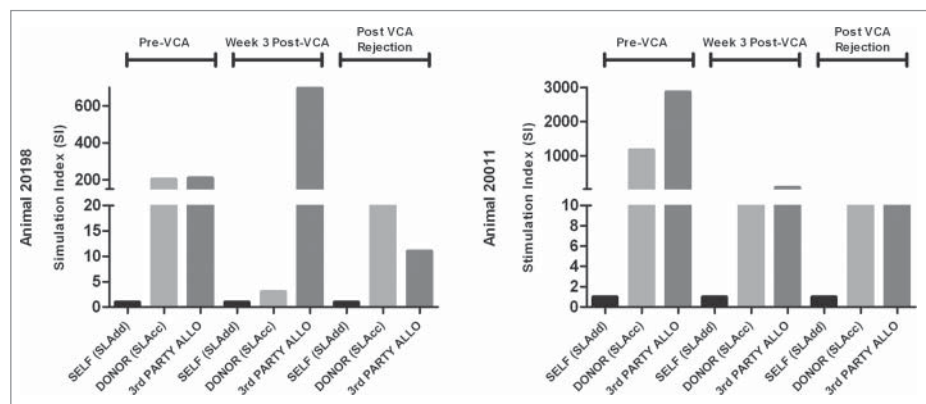 Pre-VCA
Week 3 Post-VCA
Post VCA
Rejection
Animal 20198
Simulation Index (SI)
600
400
200
20
15
10
5
0
SELF (SLAdd)
DONOR (SLAcc)
3rd PARTY ALLO
SELF (SLAdd)
DONOR (SLAcc)
3rd PARTY ALLO
SELF (SLAdd)
DONOR (SLAcc)
3rd PARTY ALLO
Pre-VCA
Week 3 Post-VCA
Post VCA
Rejection
Animal 20011
Stimulation Index (SI)
3000
2000
1000
10
8
6
4
2
0
SELF (SLAdd)
DONOR (SLAcc)
3rd PARTY ALLO
SELF (SLAdd)
DONOR (SLAcc)
3rd PARTY ALLO
SELF (SLAdd)
DONOR (SLAcc)
3rd PARTY ALLO